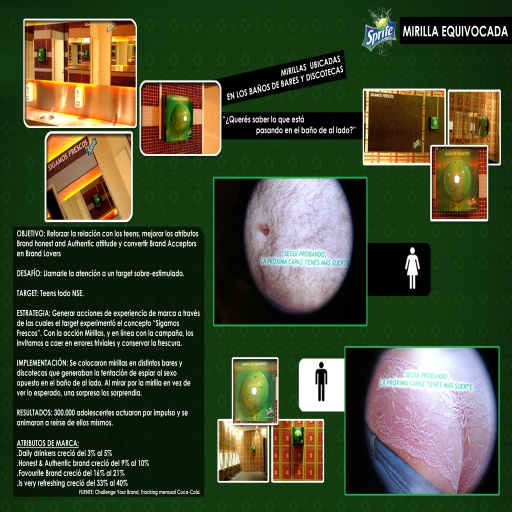 Sprite
MIRILLA EQUIVOCADA
MIRILLAS UBICADAS
EN LOS BAÑOS DE BARES Y DISCOTECAS
"¿Querés saber lo que está
pasando en el baño de al lado?"
SIGAMOS FRESCOS
SIGAMOS FRESCOS
OBJETIVO: Reforzar la relación con los teens, mejorar los atributos
Brand honest and Authentic attitude y convertir Brand Acceptors
en Brand Lovers
DESAFÍO: Llamarle la atención a un target sobre-estimulado.
TARGET: Teens todo NSE.
ESTRATEGIA: Generar acciones de experiencia de marca a través
de las cuales el target experimentó el concepto "Sigamos
Frescos". Con la acción Mirillas, y en línea con la campaña, los
invitamos a caer en errores triviales y conservar la frescura.
IMPLEMENTACIÓN: Se colocaron mirillas en distintos bares y
discotecas que generaban la tentación de espiar al sexo
opuesto en el baño de al lado. Al mirar por la mirilla en vez de
ver lo esperado, una sorpresa los sorprendía.
RESULTADOS: 300.000 adolescentes actuaron por impulso y se
animaron a reírse de ellos mismos.
ATRIBUTOS DE MARCA:
.Daily drinkers creció del 3% al 5%
.Honest & Authentic brand creció del 9% al 10%
.Favourite Brand creció del 16% al 21%
.Is very refreshing creció del 33% al 40%
FUENTE: Challenge Your Brand, Tracking mensual Coca-Cola.
SEGUÍ PROBANDO,
LA PRÓXIMA CAPAZ TENÉS MÁS SUERTE
SEGUÍ PROBANDO,
LA PRÓXIMA CAPAZ TENÉS MÁS SUERTE